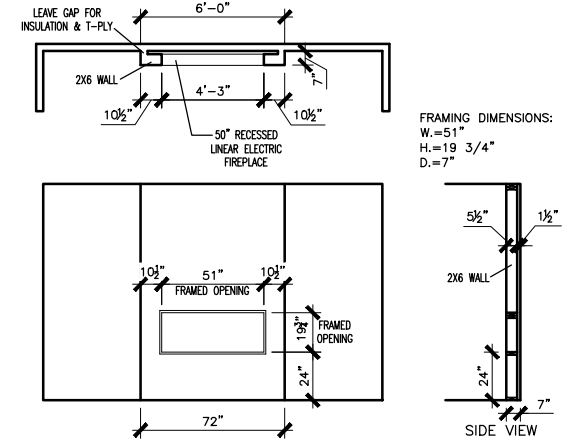 LEAVE GAP FOR
INSULATION & T-PLY
6'-0"
2X6 WALL
7"
4'-3"
10½"
10½"
50" RECESSED
LINEAR ELECTRIC
FIREPLACE
FRAMING DIMENSIONS:
W.=51"
H.=19 3/4"
D.=7"
10½"
51"
10½"
FRAMED OPENING
19¾"
FRAMED
OPENING
24"
72"
5½"
1½"
2X6 WALL
24"
7"
SIDE VIEW